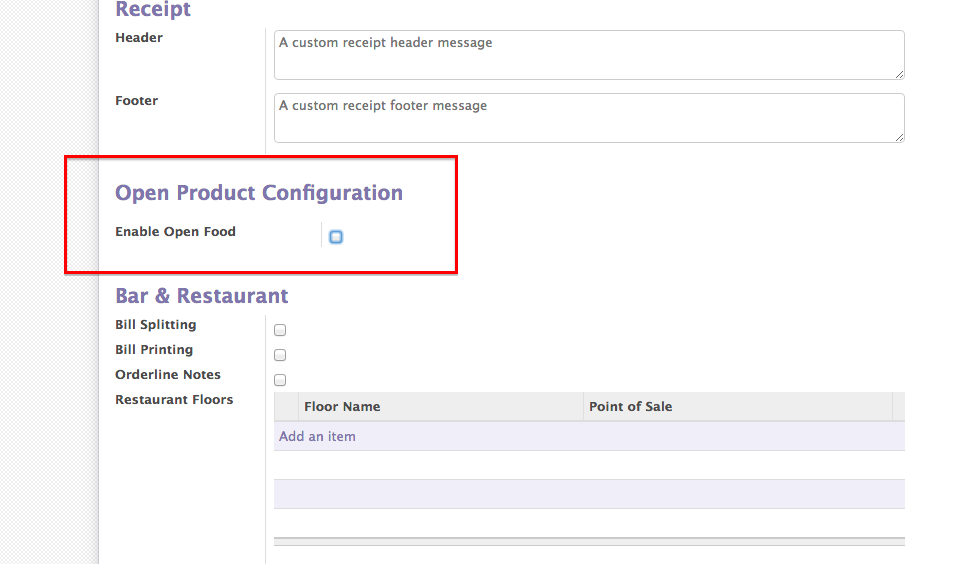 Receipt
Header
A custom receipt header message
Footer
A custom receipt footer message
Open Product Configuration
Enable Open Food
Bar & Restaurant
Bill Splitting
Bill Printing
Orderline Notes
Restaurant Floors
Floor Name Point of Sale
Add an item